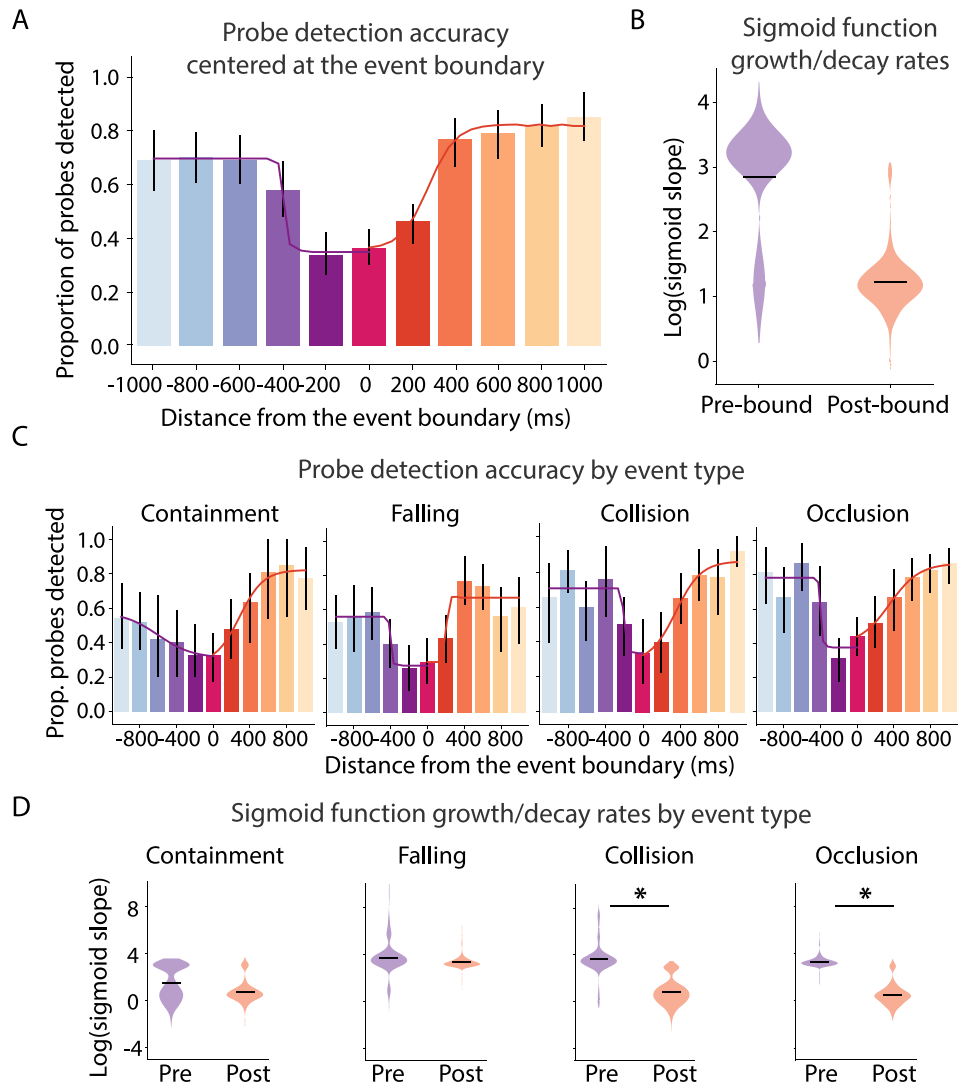 A
Probe detection accuracy
centered at the event boundary
Proportion of probes detected
1.0
0.8
0.6
0.4
0.2
0.0
-1000 -800 -600 -400 -200 0 200 400 600 800 1000
Distance from the event boundary (ms)
B
Sigmoid function
growth/decay rates
Log(sigmoid slope)
4
3
2
1
0
Pre-bound Post-bound
C
Probe detection accuracy by event type
Containment Falling Collision Occlusion
Prop. probes detected
1.0
0.8
0.6
0.4
0.2
0.0
-800 -400 0 400 800 -800 -400 0 400 800 -800 -400 0 400 800 -800 -400 0 400 800
Distance from the event boundary (ms)
D
Sigmoid function growth/decay rates by event type
Containment Falling Collision Occlusion
Log(sigmoid slope)
8
4
0
-4
* *
Pre Post Pre Post Pre Post Pre Post